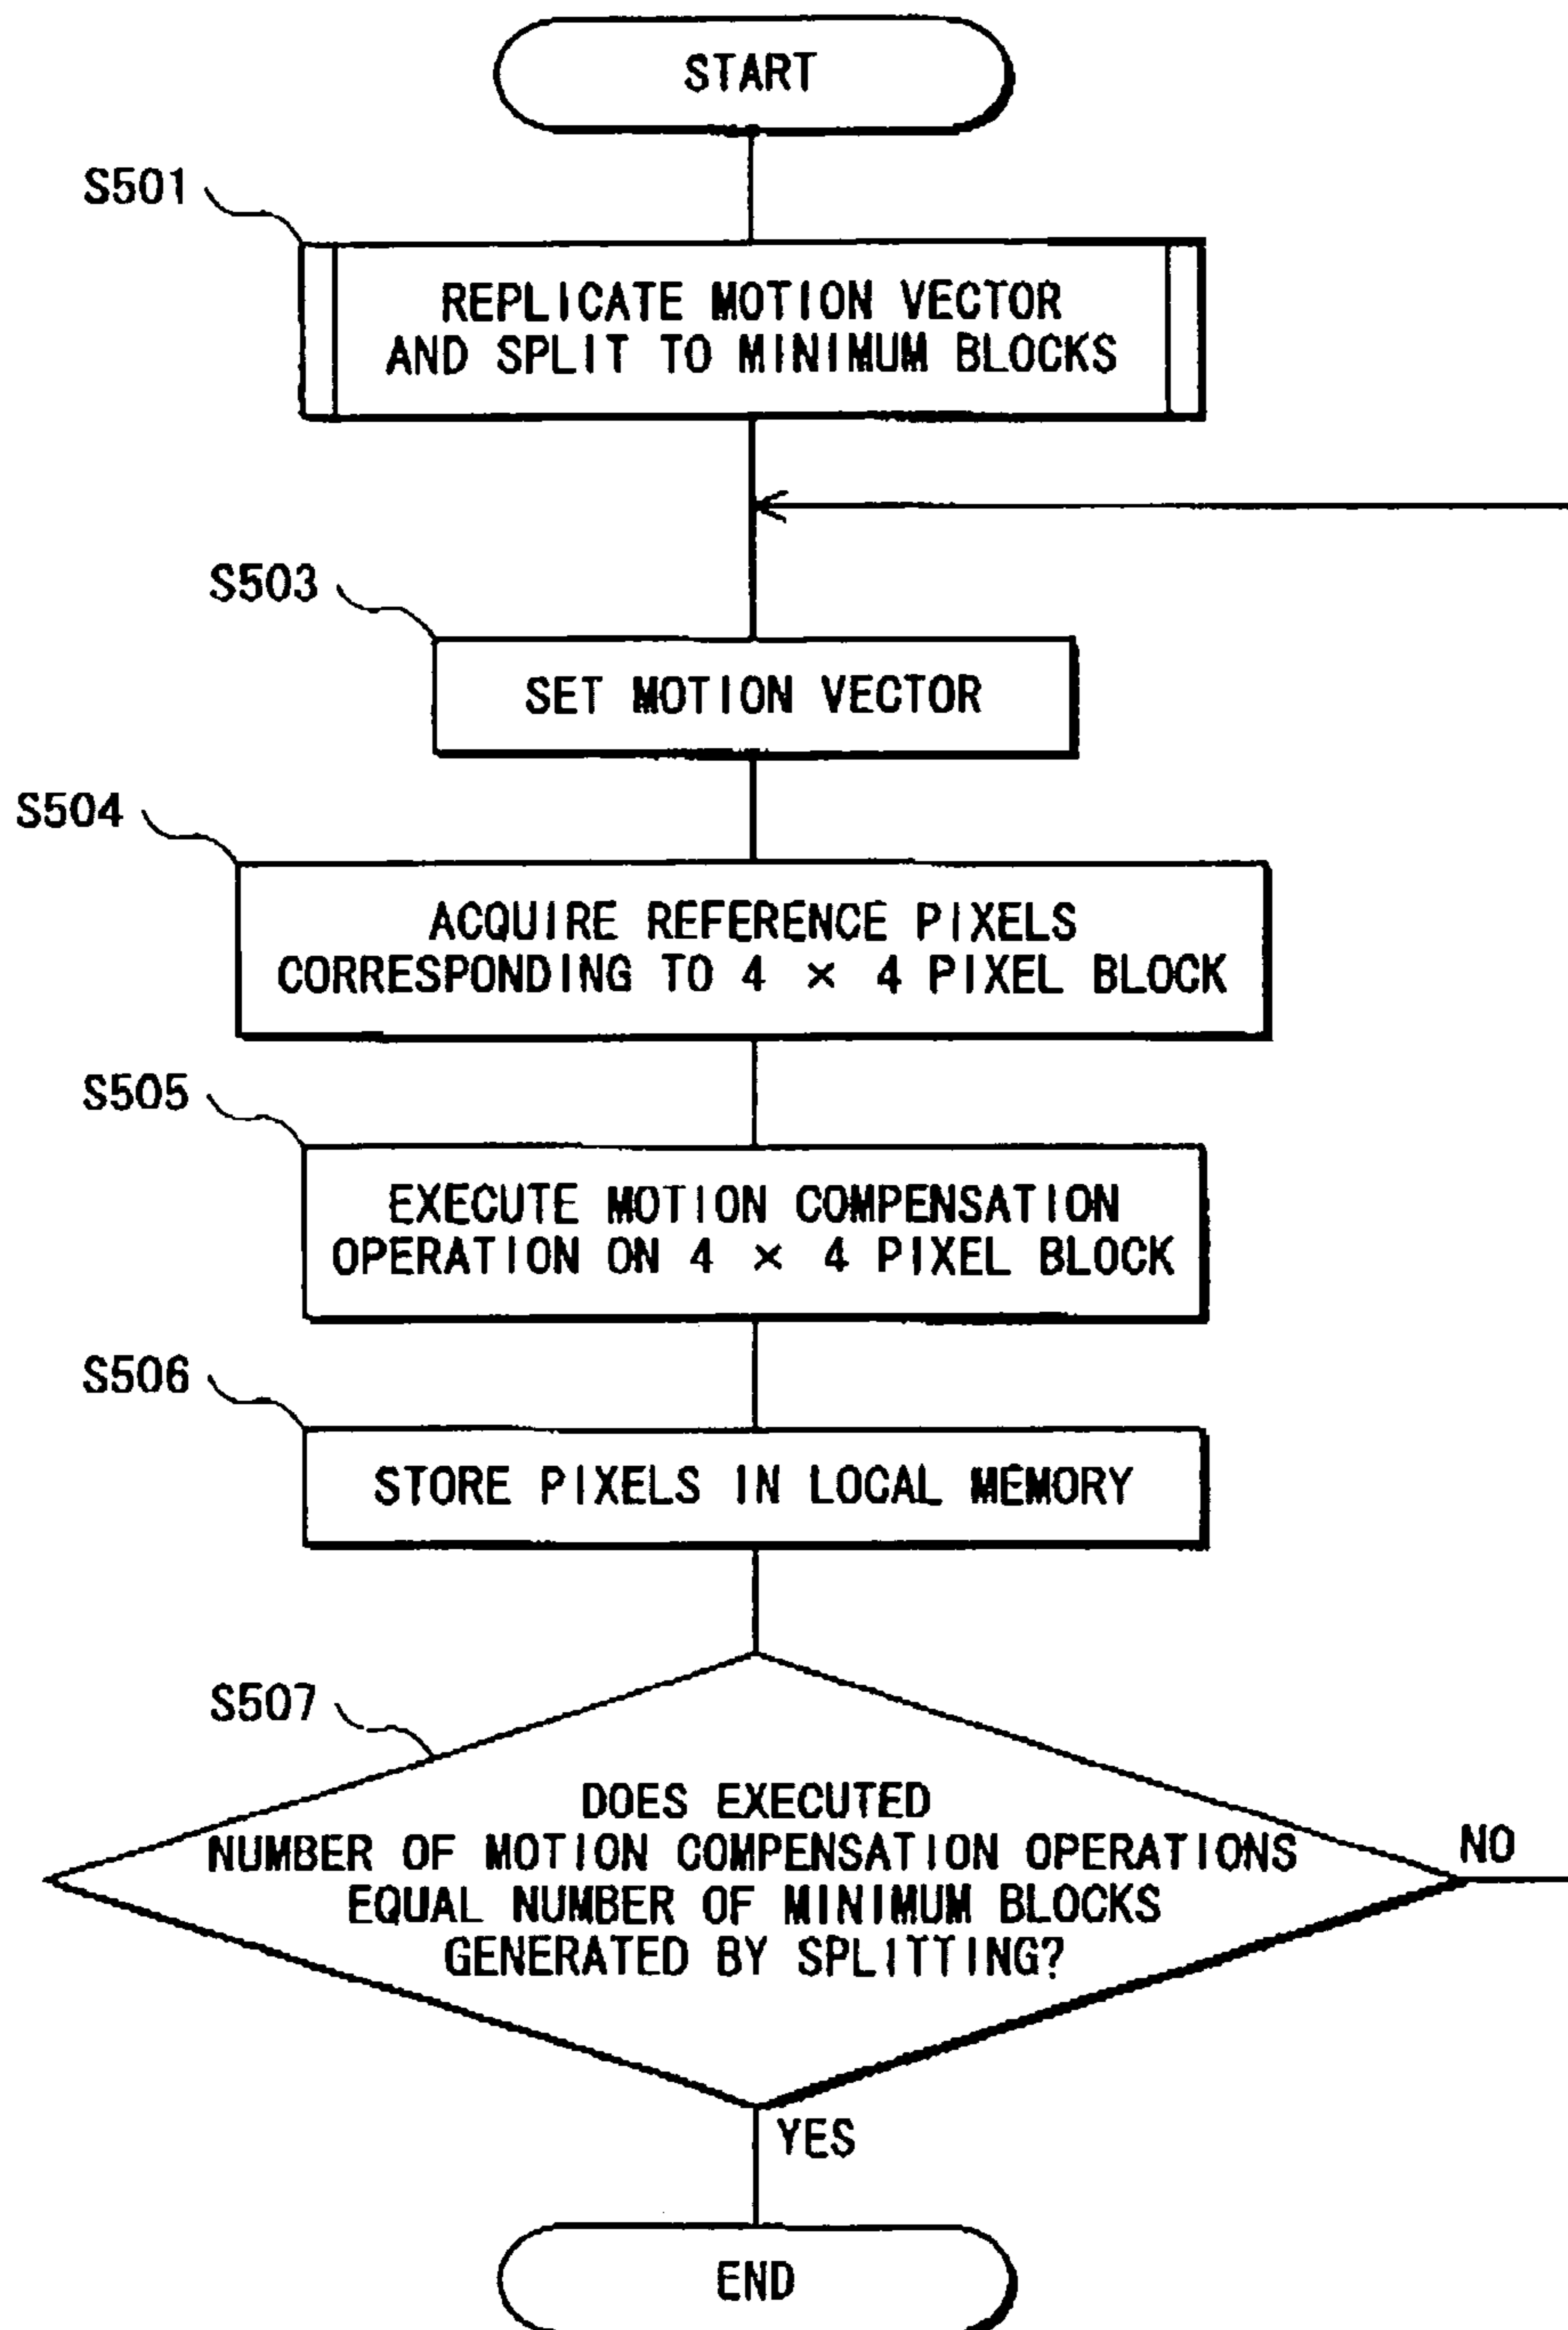 START
S501
REPLICATE MOTION VECTOR
AND SPLIT TO MINIMUM BLOCKS
S503
SET MOTION VECTOR
S504
ACQUIRE REFERENCE PIXELS
CORRESPONDING TO 4 × 4 PIXEL BLOCK
S505
EXECUTE MOTION COMPENSATION
OPERATION ON 4 × 4 PIXEL BLOCK
S506
STORE PIXELS IN LOCAL MEMORY
S507
DOES EXECUTED
NUMBER OF MOTION COMPENSATION OPERATIONS
EQUAL NUMBER OF MINIMUM BLOCKS
GENERATED BY SPLITTING?
NO
YES
END